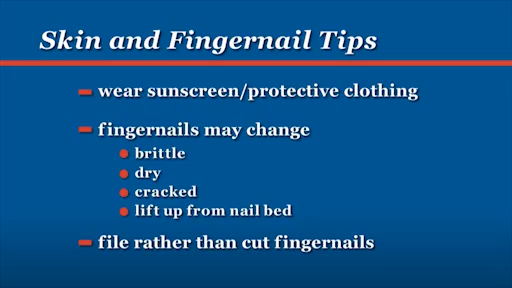 Skin and Fingernail Tips
wear sunscreen/protective clothing
fingernails may change
brittle
dry
cracked
lift up from nail bed
file rather than cut fingernails